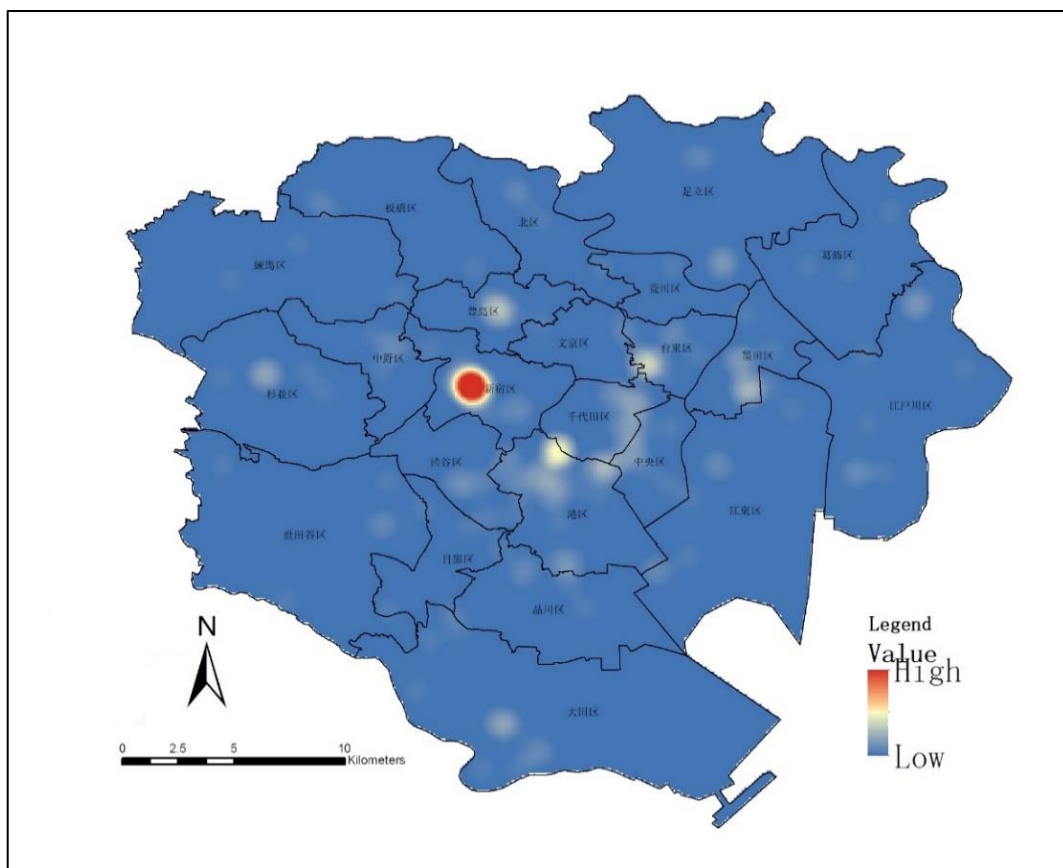 足立区
板橋区
北区
葛飾区
練馬区
荒川区
豊島区
文京区
台東区
墨田区
中野区
杉並区
新宿区
江戸川区
千代田区
渋谷区
中央区
江東区
港区
世田谷区
目黒区
品川区
大田区
N
0 2.5 5 10
Kilometers
Legend
Value
High
Low